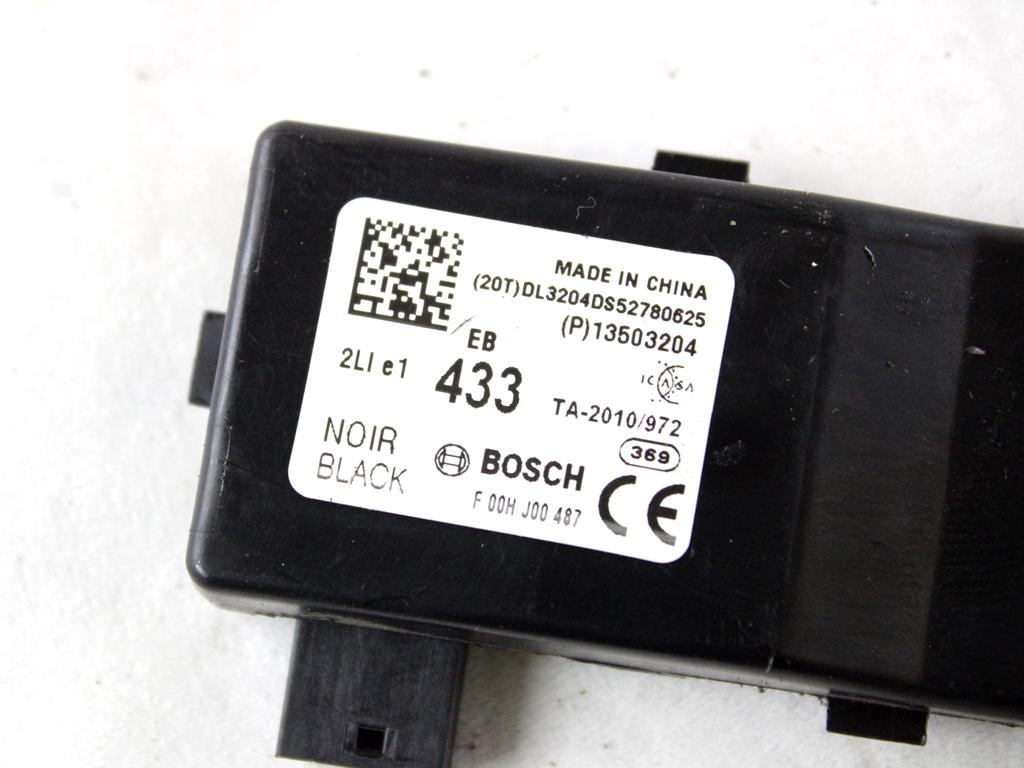 MADE IN CHINA
(20T)DL3204DS52780625
(P)13503204
EB
2LI e1
433
ICASA
TA-2010/972
NOIR
BLACK
BOSCH
369
F 00H J00 487
CE